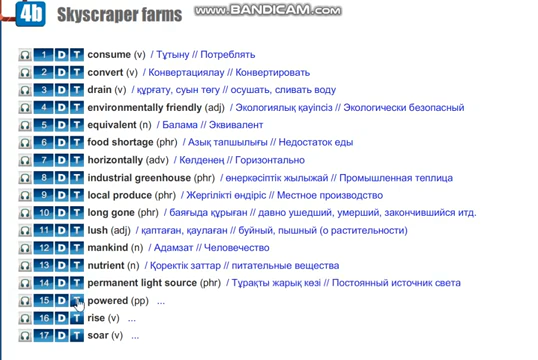 4b Skyscraper farms
www.BANDICAM.com
1 D T consume (v) / Тұтыну // Потреблять
2 D T convert (v) / Конвертациялау // Конвертировать
3 D T drain (v) / құрғату, суын төгу // осушать, сливать воду
4 D T environmentally friendly (adj) / Экологиялық қауіпсіз // Экологически безопасный
5 D T equivalent (n) / Балама // Эквивалент
6 D T food shortage (phr) / Азық тапшылығы // Недостаток еды
7 D T horizontally (adv) / Көлденең // Горизонтально
8 D T industrial greenhouse (phr) / өнеркәсіптік жылыжай // Промышленная теплица
9 D T local produce (phr) / Жергілікті өндіріс // Местное производство
10 D T long gone (phr) / баяғыда құрыған // давно ушедший, умерший, закончившийся итд.
11 D T lush (adj) / қаптаған, қаулаған // буйный, пышный (о растительности)
12 D T mankind (n) / Адамзат // Человечество
13 D T nutrient (n) / Қоректік заттар // питательные вещества
14 D T permanent light source (phr) / Тұрақты жарық көзі // Постоянный источник света
15 D T powered (pp) ...
16 D T rise (v) ...
17 D T soar (v) ...